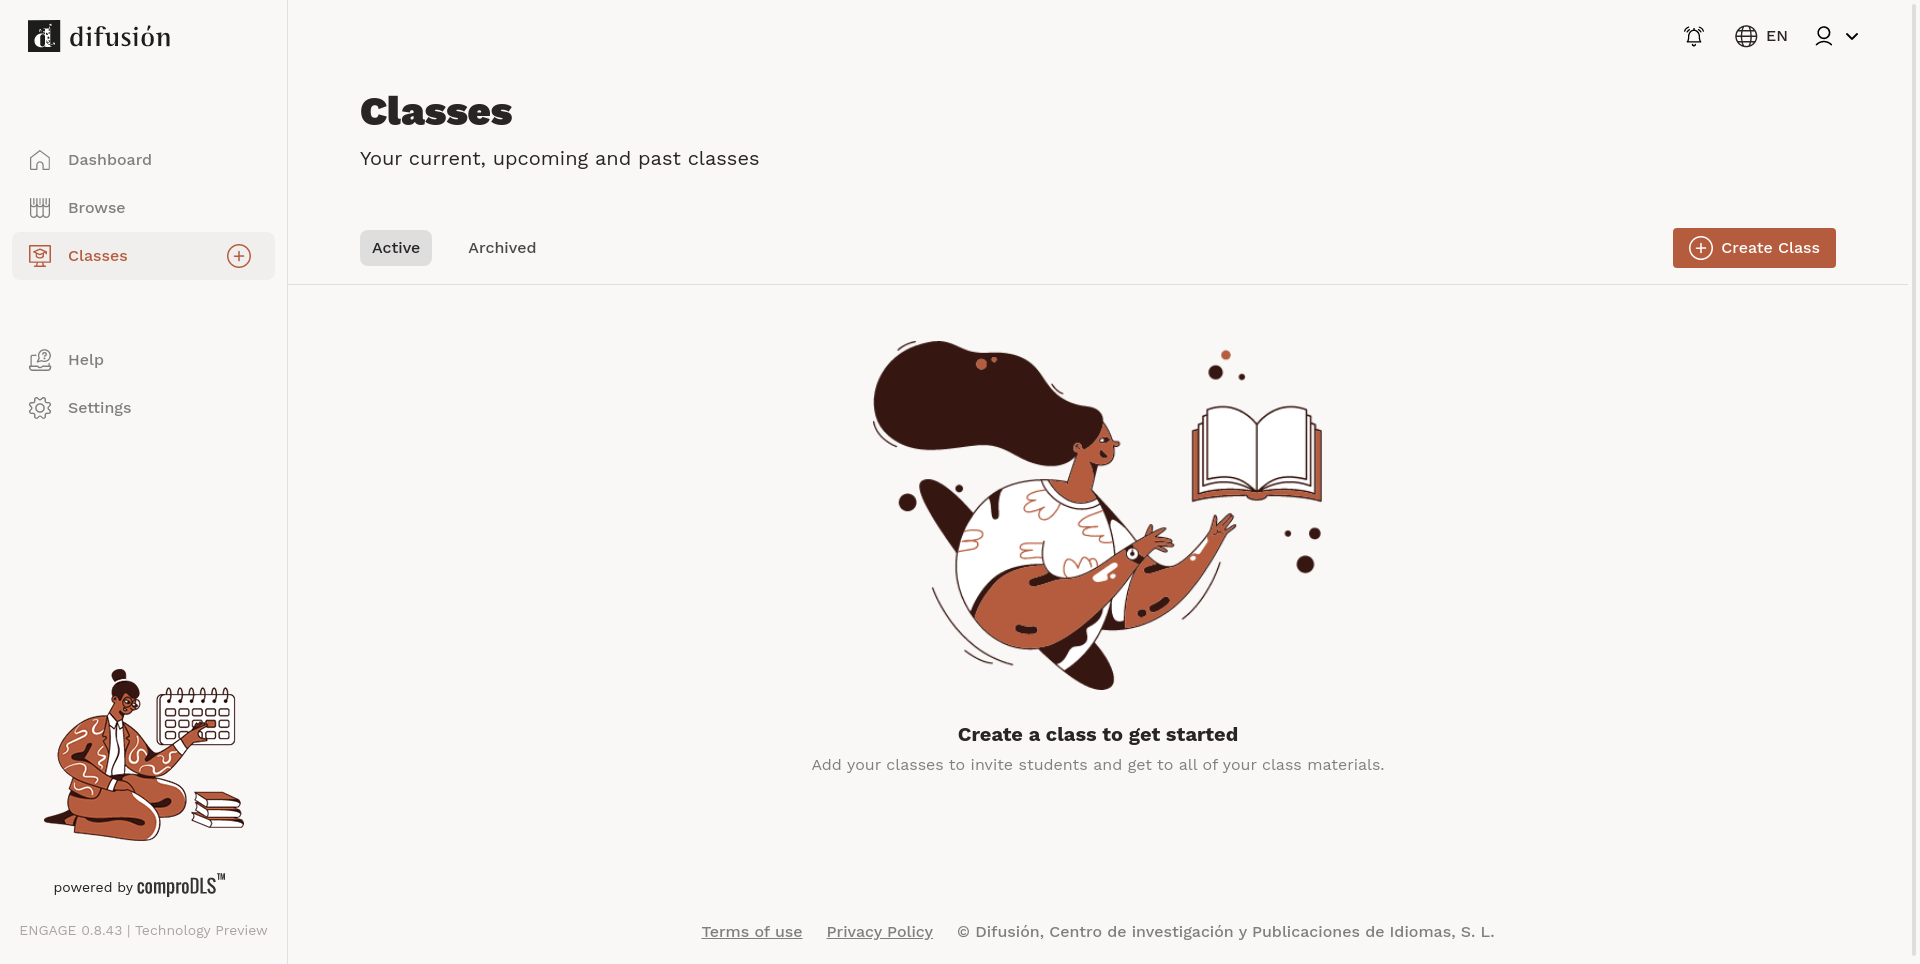 difusión
EN
Classes
Your current, upcoming and past classes
Dashboard
Browse
Classes
Help
Settings
Active
Archived
Create Class
Create a class to get started
Add your classes to invite students and get to all of your class materials.
powered by comproDLS™
ENGAGE 0.8.43 | Technology Preview
Terms of use
Privacy Policy
© Difusión, Centro de investigación y Publicaciones de Idiomas, S. L.